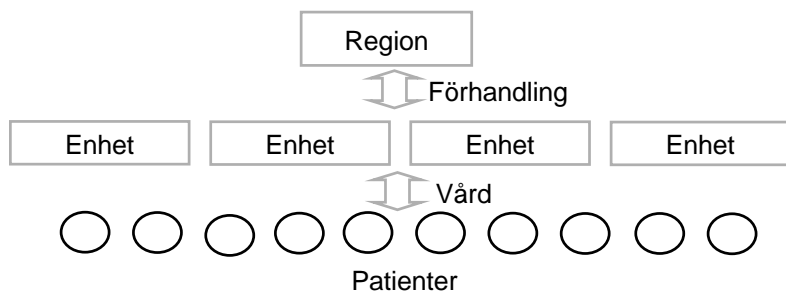 Region
Förhandling
Enhet Enhet Enhet Enhet
Vård
Patienter